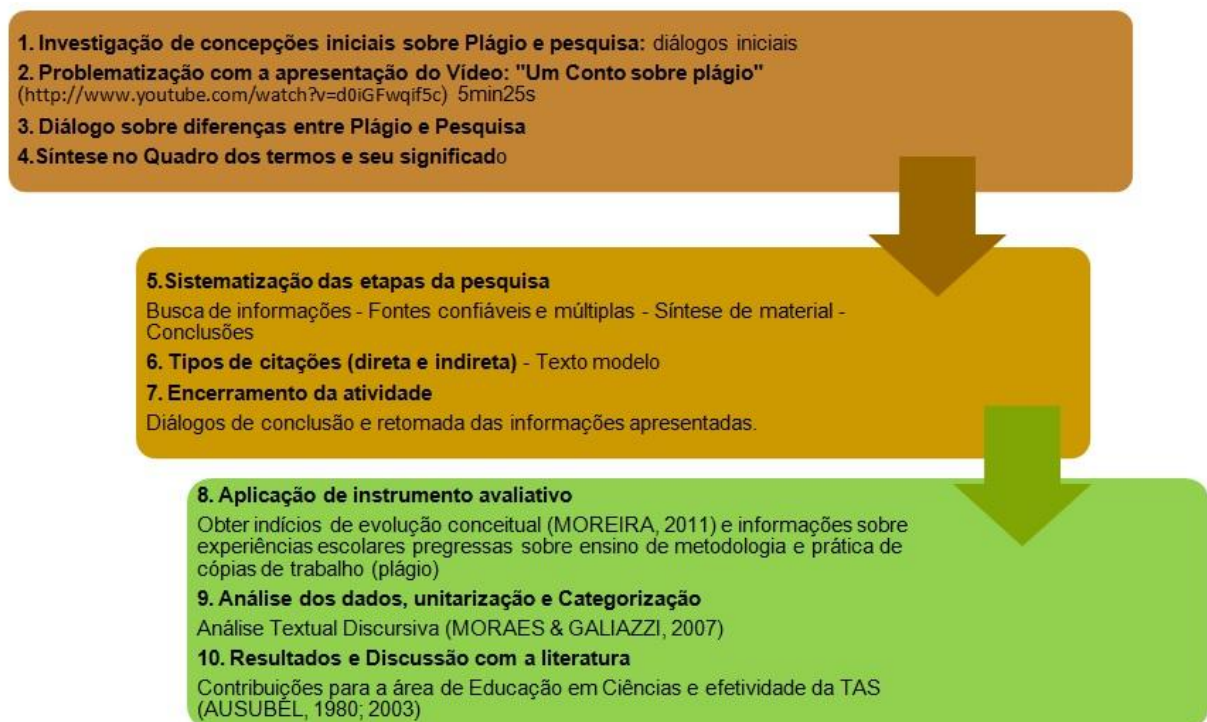 1. Investigação de concepções iniciais sobre Plágio e pesquisa: diálogos iniciais
2. Problematização com a apresentação do Vídeo: "Um Conto sobre plágio"
(http://www.youtube.com/watch?v=d0iGFwqif5c) 5min25s
3. Diálogo sobre diferenças entre Plágio e Pesquisa
4.Síntese no Quadro dos termos e seu significado
5.Sistematização das etapas da pesquisa
Busca de informações - Fontes confiáveis e múltiplas - Síntese de material -
Conclusões
6. Tipos de citações (direta e indireta) - Texto modelo
7. Encerramento da atividade
Diálogos de conclusão e retomada das informações apresentadas.
8. Aplicação de instrumento avaliativo
Obter indícios de evolução conceitual (MOREIRA, 2011) e informações sobre
experiências escolares pregressas sobre ensino de metodologia e prática de
cópias de trabalho (plágio)
9. Análise dos dados, unitarização e Categorização
Análise Textual Discursiva (MORAES & GALIAZZI, 2007)
10. Resultados e Discussão com a literatura
Contribuições para a área de Educação em Ciências e efetividade da TAS
(AUSUBEL, 1980; 2003)